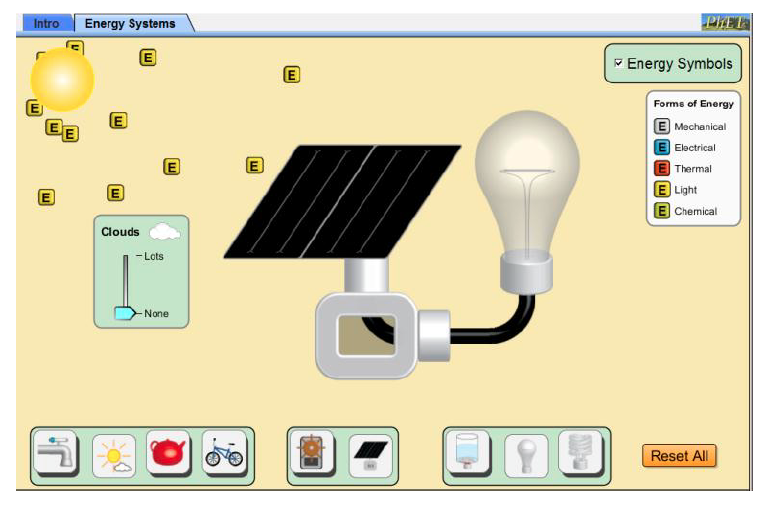 Intro
Energy Systems
PhET
E
E
E
Energy Symbols
Forms of Energy
E Mechanical
E Electrical
E Thermal
E Light
E Chemical
E
E
E
E
E
E
E
E
Clouds
Lots
None
Reset All